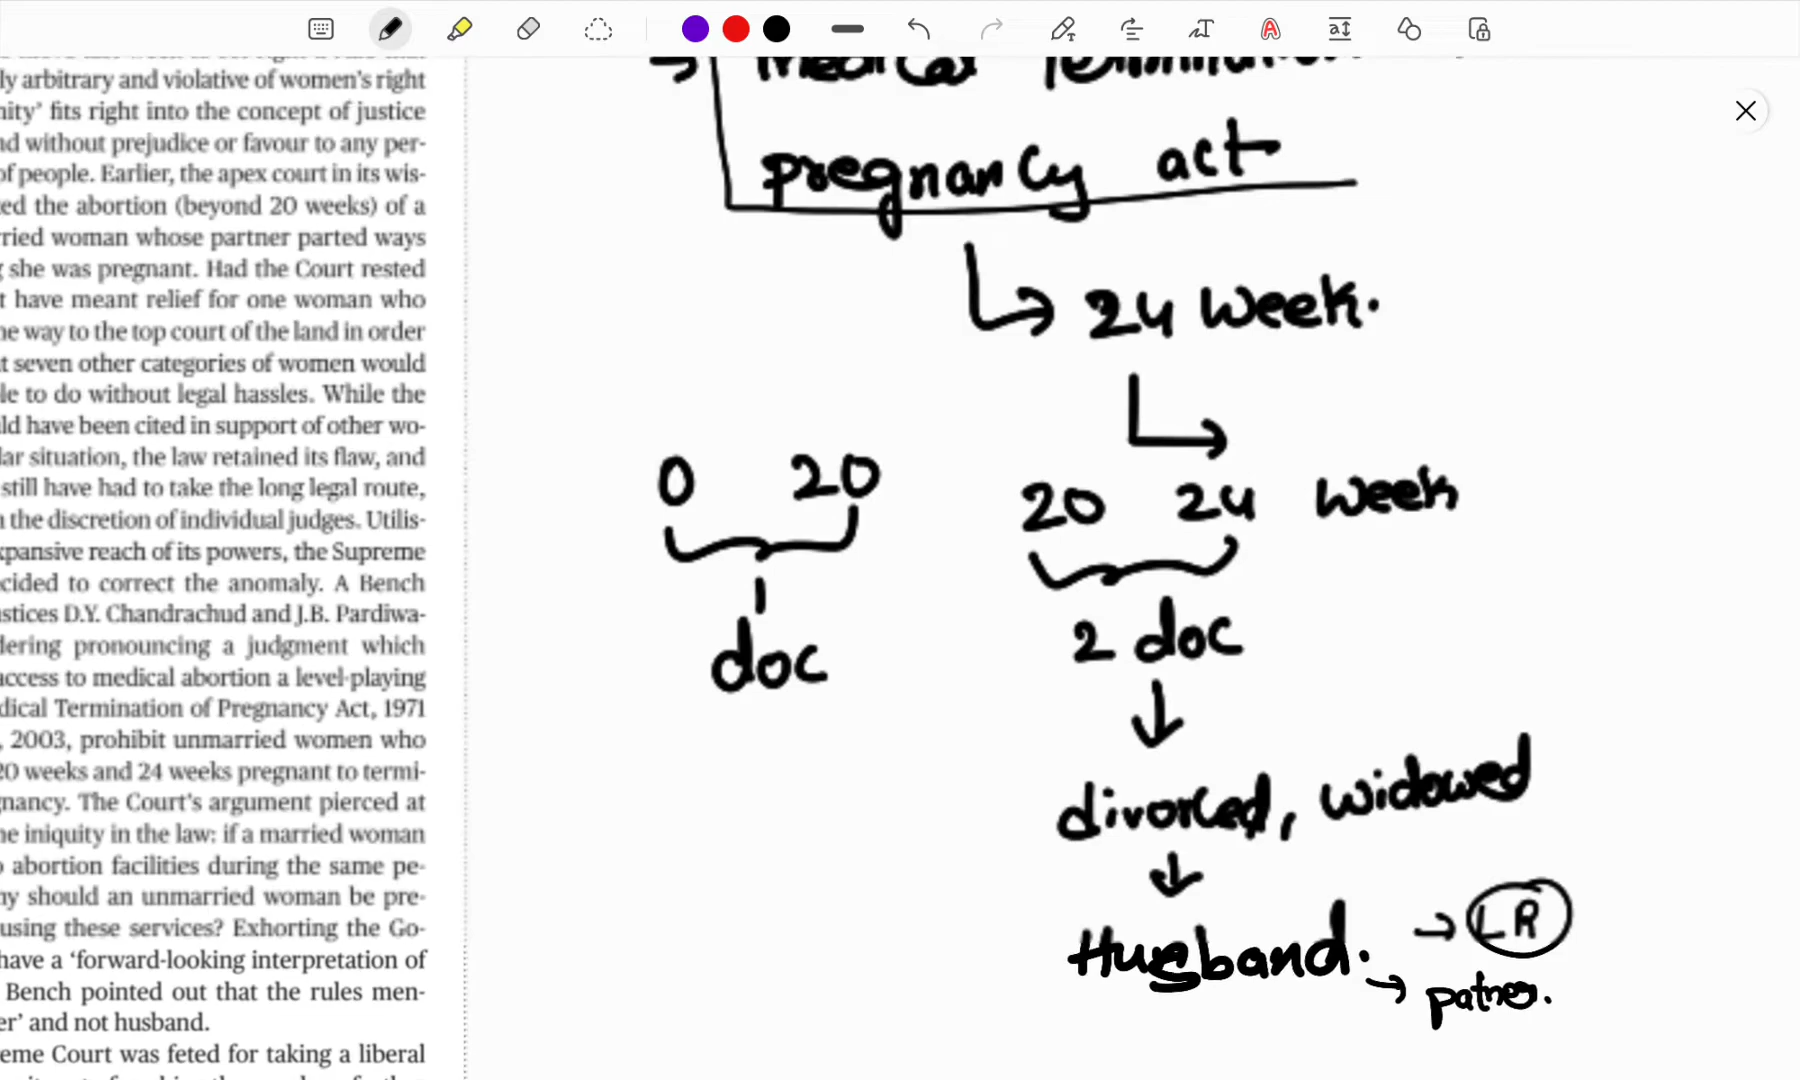 ly arbitrary and violative of women's right
nity' fits right into the concept of justice
nd without prejudice or favour to any per-
of people. Earlier, the apex court in its wis-
ed the abortion (beyond 20 weeks) of a
rried woman whose partner parted ways
she was pregnant. Had the Court rested
t have meant relief for one woman who
he way to the top court of the land in order
t seven other categories of women would
le to do without legal hassles. While the
ld have been cited in support of other wo-
lar situation, the law retained its flaw, and
still have had to take the long legal route,
n the discretion of individual judges. Utilis-
xpansive reach of its powers, the Supreme
cided to correct the anomaly. A Bench
stices D.Y. Chandrachud and J.B. Pardiwa-
dering pronouncing a judgment which
access to medical abortion a level-playing
dical Termination of Pregnancy Act, 1971
, 2003, prohibit unmarried women who
20 weeks and 24 weeks pregnant to termi-
gnancy. The Court's argument pierced at
he iniquity in the law: if a married woman
o abortion facilities during the same pe-
hy should an unmarried woman be pre-
using these services? Exhorting the Go-
have a 'forward-looking interpretation of
Bench pointed out that the rules men-
er' and not husband.
reme Court was feted for taking a liberal
Medical Termination
pregnancy act
24 week.
0 20
20 24 week
doc
2 doc
divorced, widowed
Husband.
LR
patner.